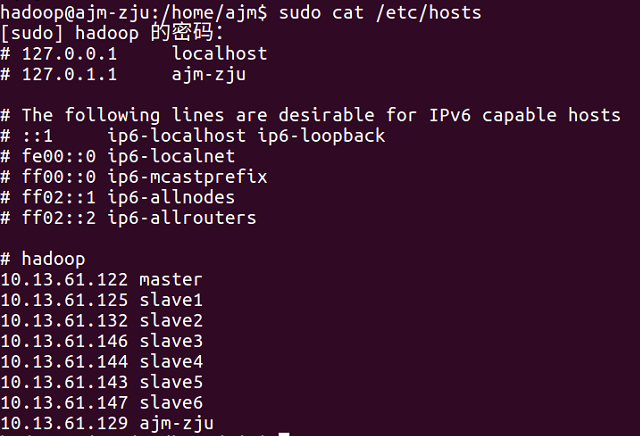 hadoop@ajm-zju:/home/ajm$ sudo cat /etc/hosts
[sudo] hadoop 的密码：
# 127.0.0.1     localhost
# 127.0.1.1     ajm-zju

# The following lines are desirable for IPv6 capable hosts
# ::1     ip6-localhost ip6-loopback
# fe00::0 ip6-localnet
# ff00::0 ip6-mcastprefix
# ff02::1 ip6-allnodes
# ff02::2 ip6-allrouters

# hadoop
10.13.61.122 master
10.13.61.125 slave1
10.13.61.132 slave2
10.13.61.146 slave3
10.13.61.144 slave4
10.13.61.143 slave5
10.13.61.147 slave6
10.13.61.129 ajm-zju